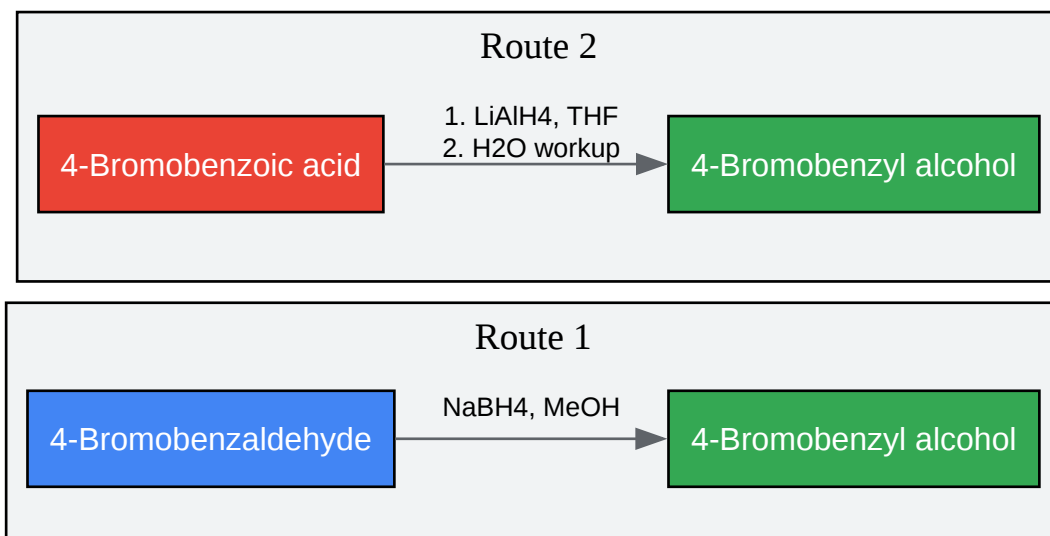 Route 2
4-Bromobenzoic acid
1. LiAlH4, THF
2. H2O workup
4-Bromobenzyl alcohol
Route 1
4-Bromobenzaldehyde
NaBH4, MeOH
4-Bromobenzyl alcohol